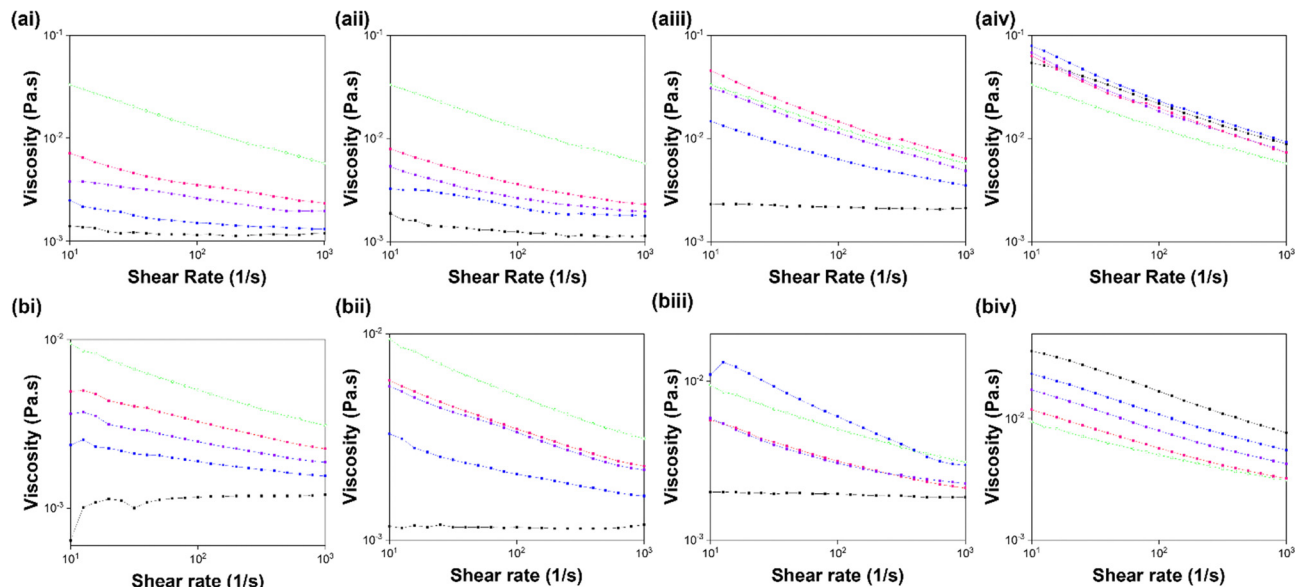 (ai) (aii) (aiii) (aiv)
10⁻¹ 10⁻¹ 10⁻¹ 10⁻¹
Viscosity (Pa.s) Viscosity (Pa.s) Viscosity (Pa.s) Viscosity (Pa.s)
10⁻² 10⁻² 10⁻² 10⁻²
10⁻³ 10⁻³ 10⁻³ 10⁻³
10¹ 10² 10³ 10¹ 10² 10³ 10¹ 10² 10³ 10¹ 10² 10³
Shear Rate (1/s) Shear Rate (1/s) Shear Rate (1/s) Shear Rate (1/s)
(bi) (bii) (biii) (biv)
10⁻² 10⁻² 10⁻² 10⁻²
Viscosity (Pa.s) Viscosity (Pa.s) Viscosity (Pa.s) Viscosity (Pa.s)
10⁻³ 10⁻³ 10⁻³ 10⁻³
10¹ 10² 10³ 10¹ 10² 10³ 10¹ 10² 10³ 10¹ 10² 10³
Shear rate (1/s) Shear rate (1/s) Shear rate (1/s) Shear rate (1/s)